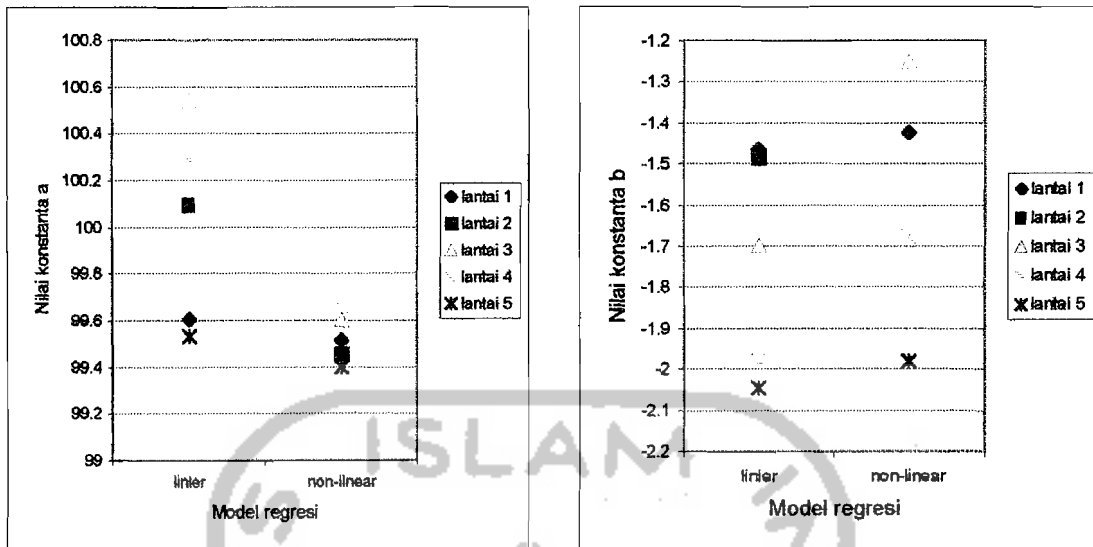 100.8
100.6
100.4
100.2
100
99.8
99.6
99.4
99.2
99
Nilai konstanta a
linier
non-linear
Model regresi
lantai 1
lantai 2
lantai 3
lantai 4
lantai 5
-1.2
-1.3
-1.4
-1.5
-1.6
-1.7
-1.8
-1.9
-2
-2.1
-2.2
Nilai konstanta b
linier
non-linear
Model regresi
lantai 1
lantai 2
lantai 3
lantai 4
lantai 5
ISLAM